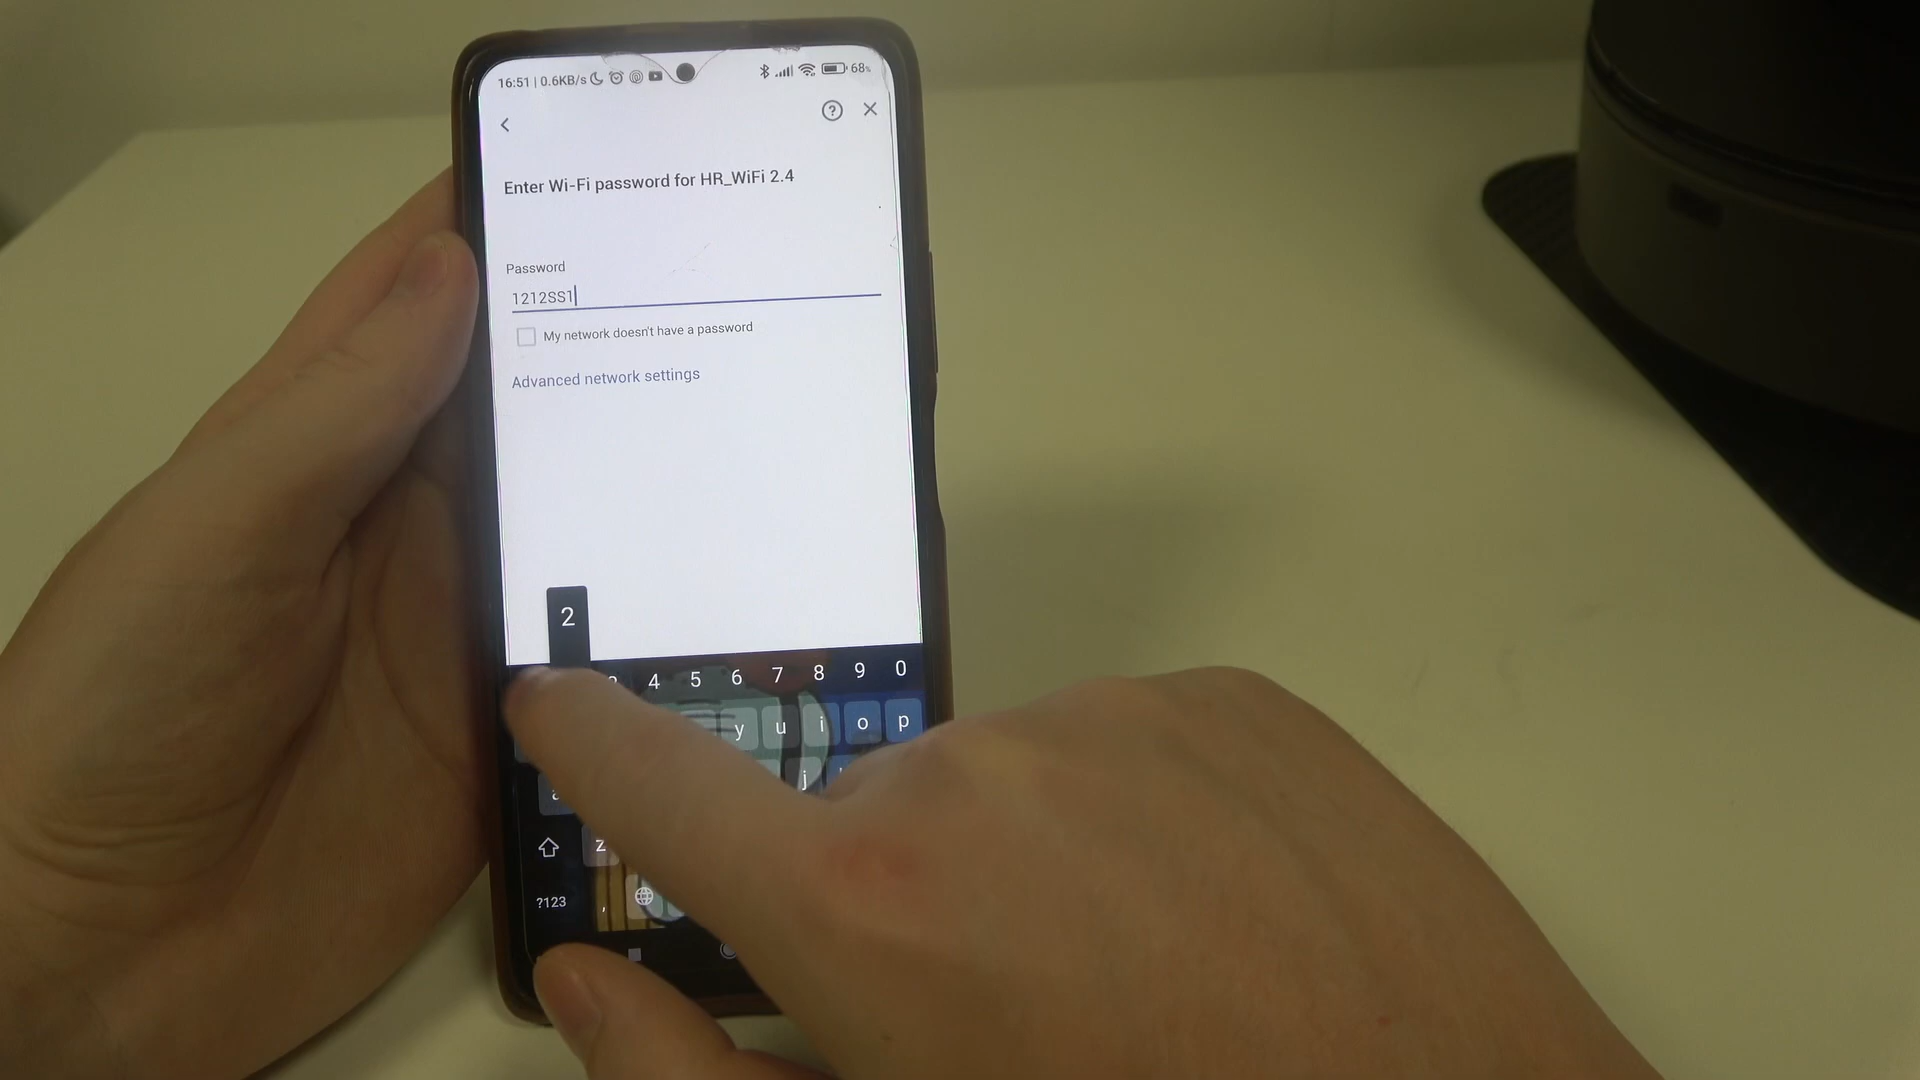 16:51 | 0.6KB/s 68%
Enter Wi-Fi password for HR_WiFi 2.4
Password
1212SS1
My network doesn't have a password
Advanced network settings
2
4 5 6 7 8 9 0
y u i o p
a j
z
?123 ,